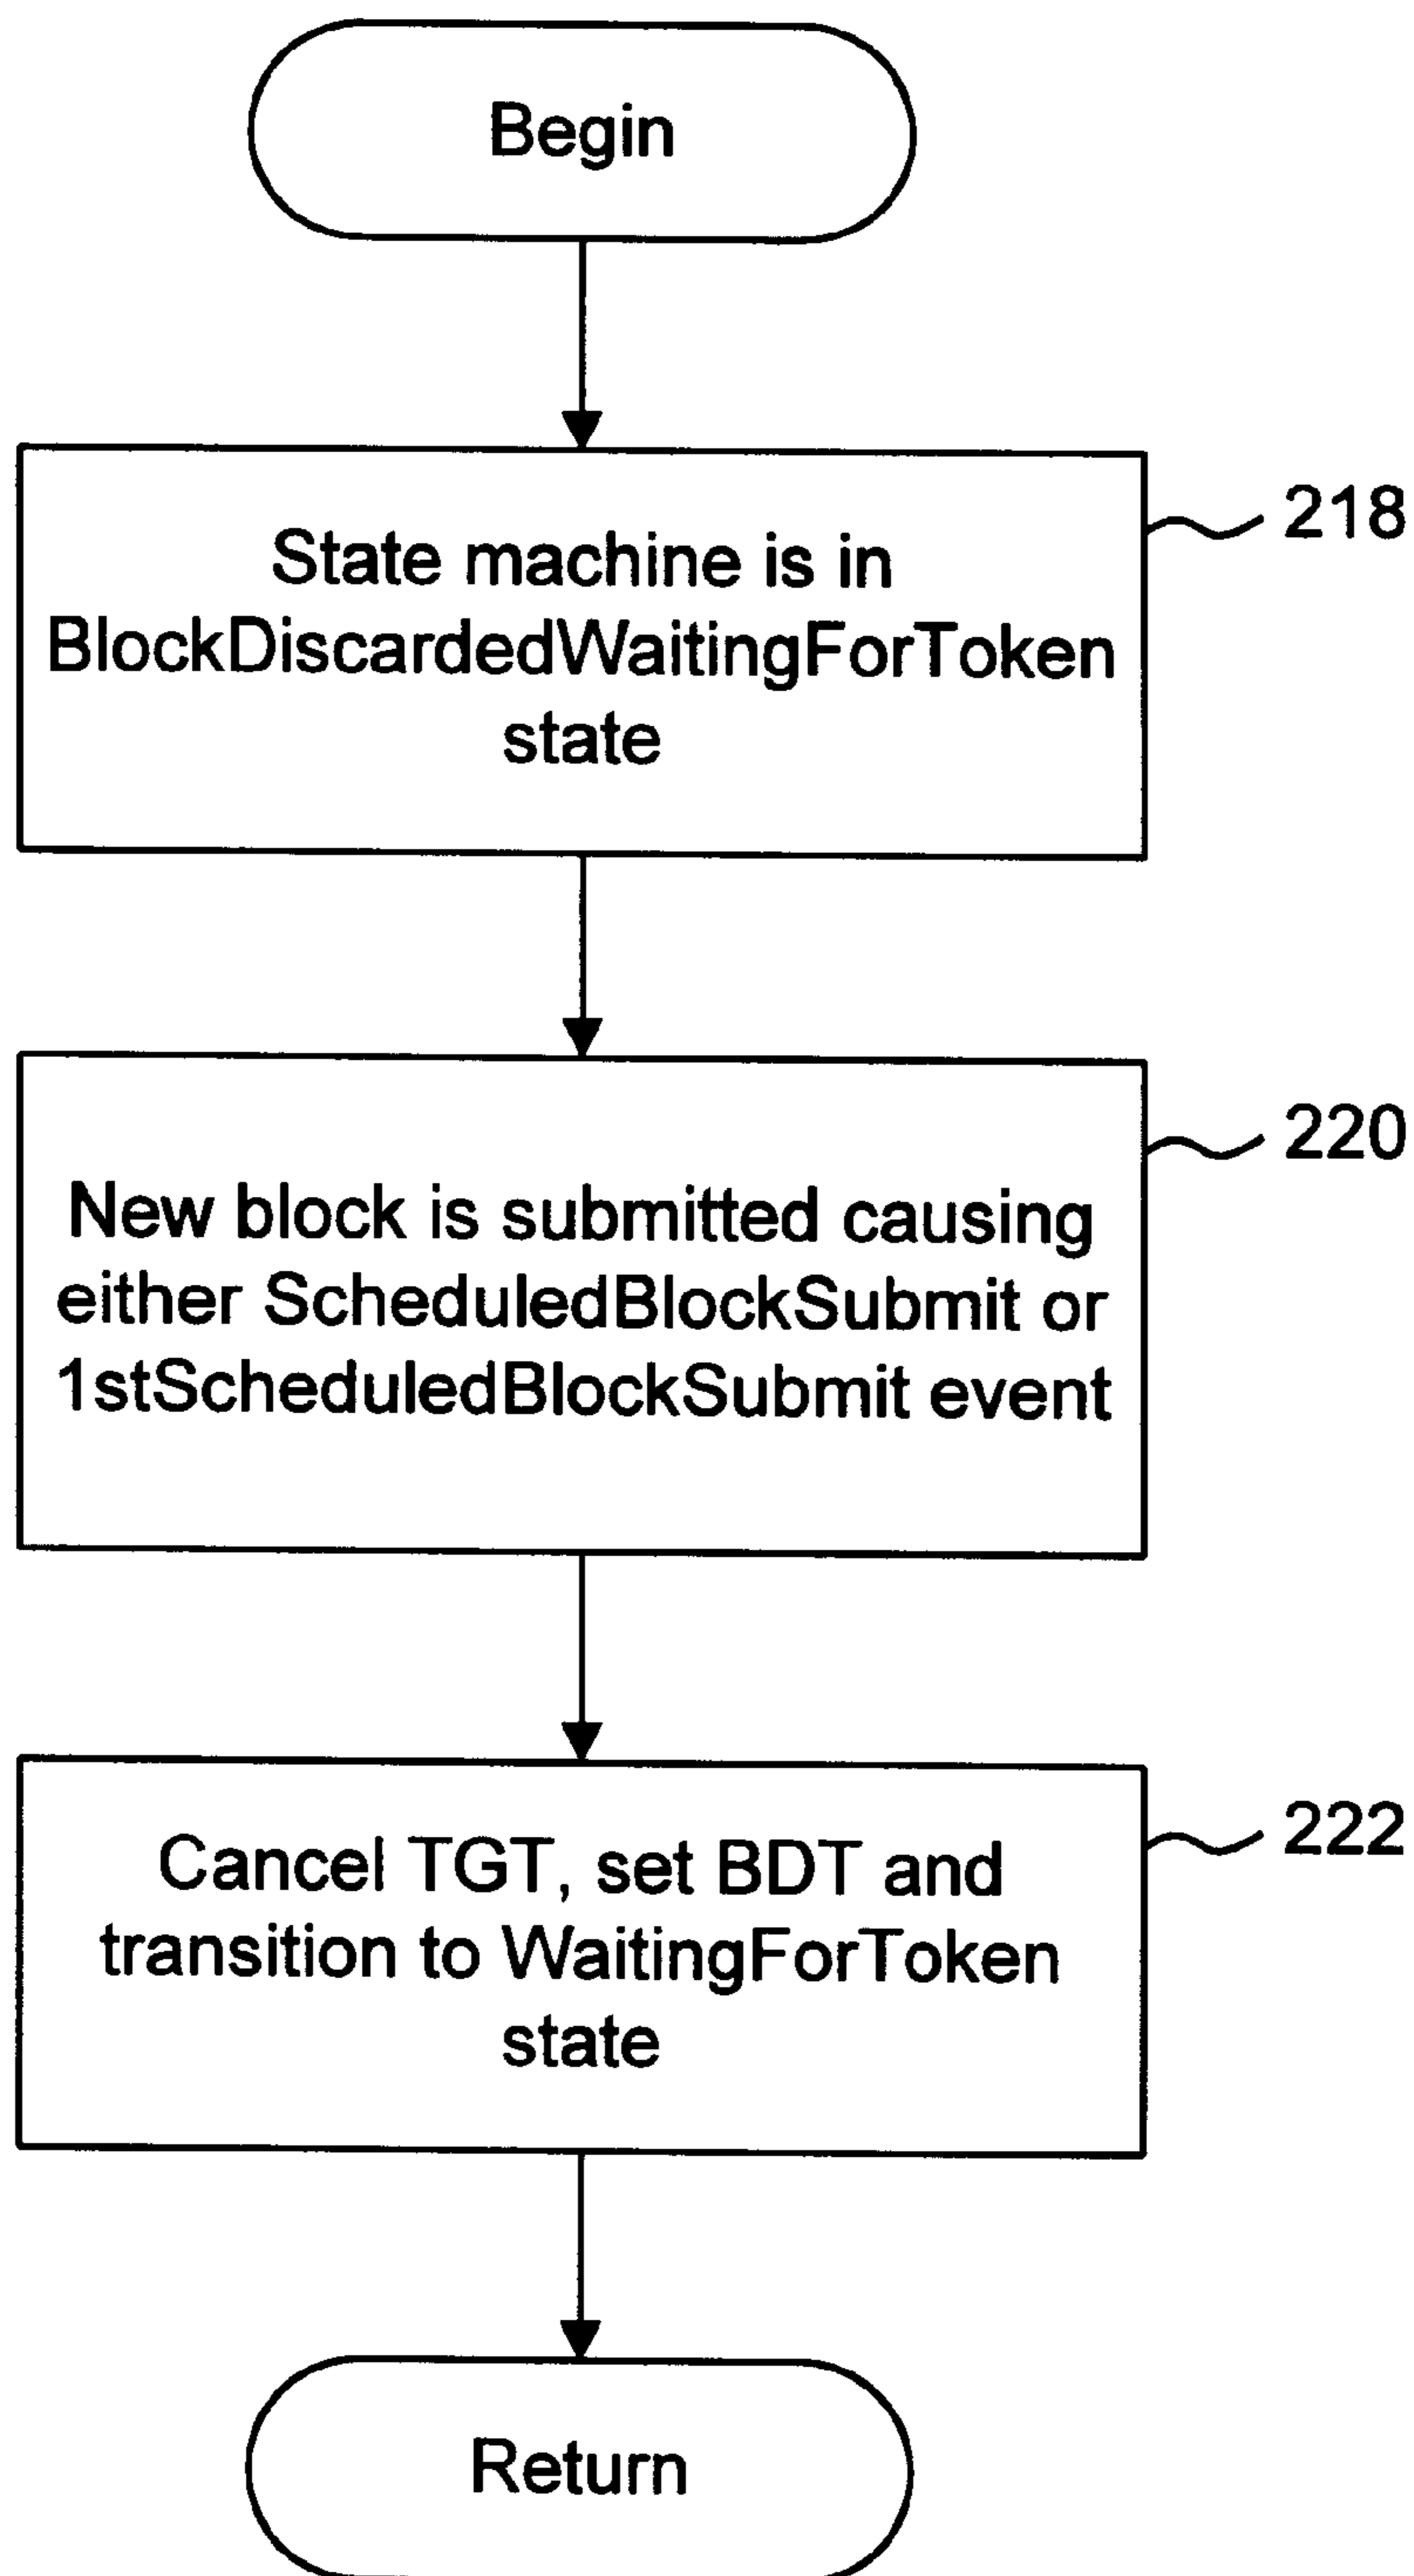 Begin
State machine is in
BlockDiscardedWaitingForToken
state
218
New block is submitted causing
either ScheduledBlockSubmit or
1stScheduledBlockSubmit event
220
Cancel TGT, set BDT and
transition to WaitingForToken
state
222
Return